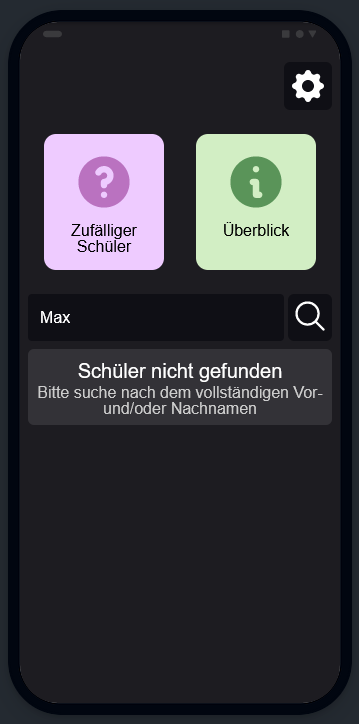 Zufälliger
Schüler
Überblick
Max
Schüler nicht gefunden
Bitte suche nach dem vollständigen Vor-
und/oder Nachnamen